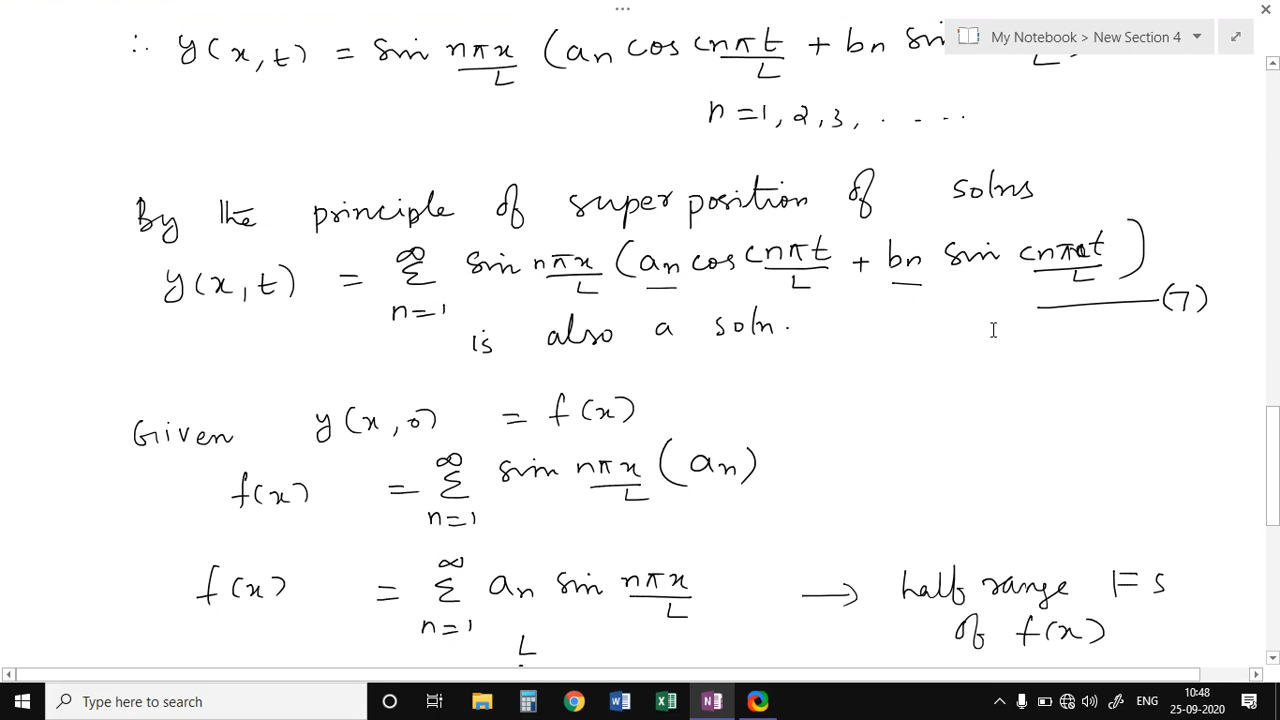 ∴ y(x,t) = sin nπx/L (an cos cnπt/L + bn sin
My Notebook > New Section 4
n = 1, 2, 3, . - - -.
By the principle of super position of solns
y(x,t) = ∞ Σ n=1 sin nπx/L (an cos cnπt/L + bn sin cnπt/L) —(7)
is also a soln.
Given y(x,0) = f(x)
f(x) = ∞ Σ n=1 sin nπx/L (an)
f(x) = ∞ Σ n=1 an sin nπx/L → half range FS
of f(x)
L
Type here to search
ENG
10:48
25-09-2020